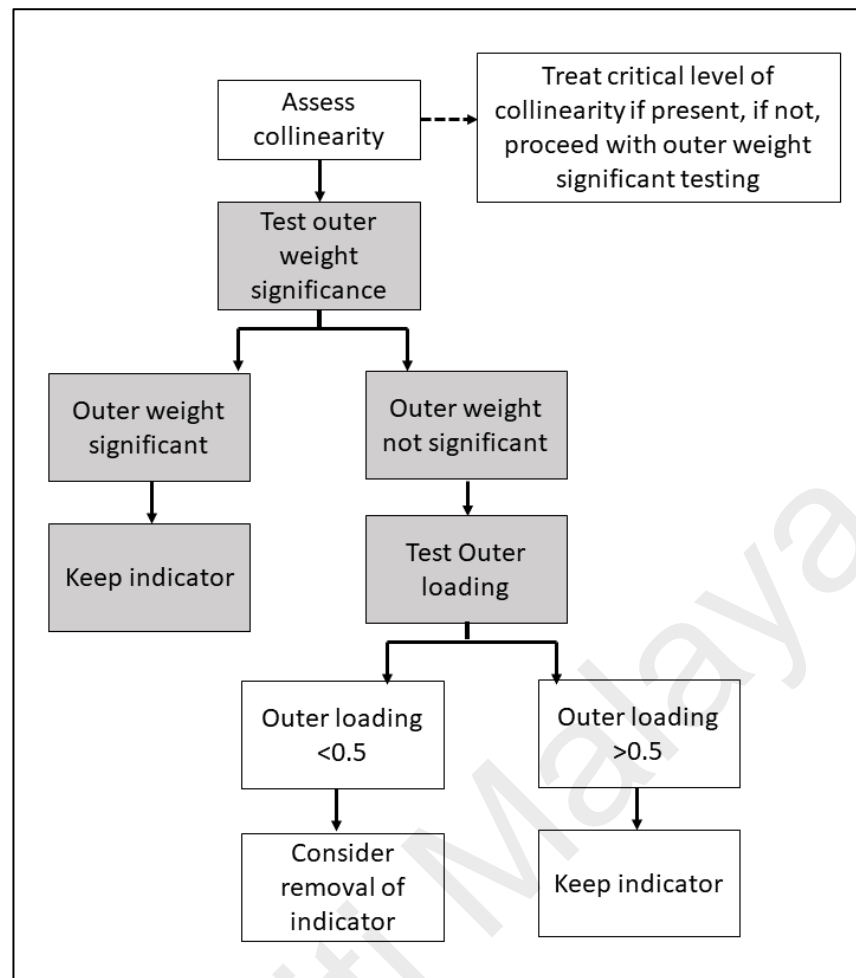 Assess
collinearity
Treat critical level of
collinearity if present, if not,
proceed with outer weight
significant testing
Test outer
weight
significance
Outer weight
significant
Outer weight
not significant
Keep indicator
Test Outer
loading
Outer loading
<0.5
Outer loading
>0.5
Consider
removal of
indicator
Keep indicator
iti Malaya